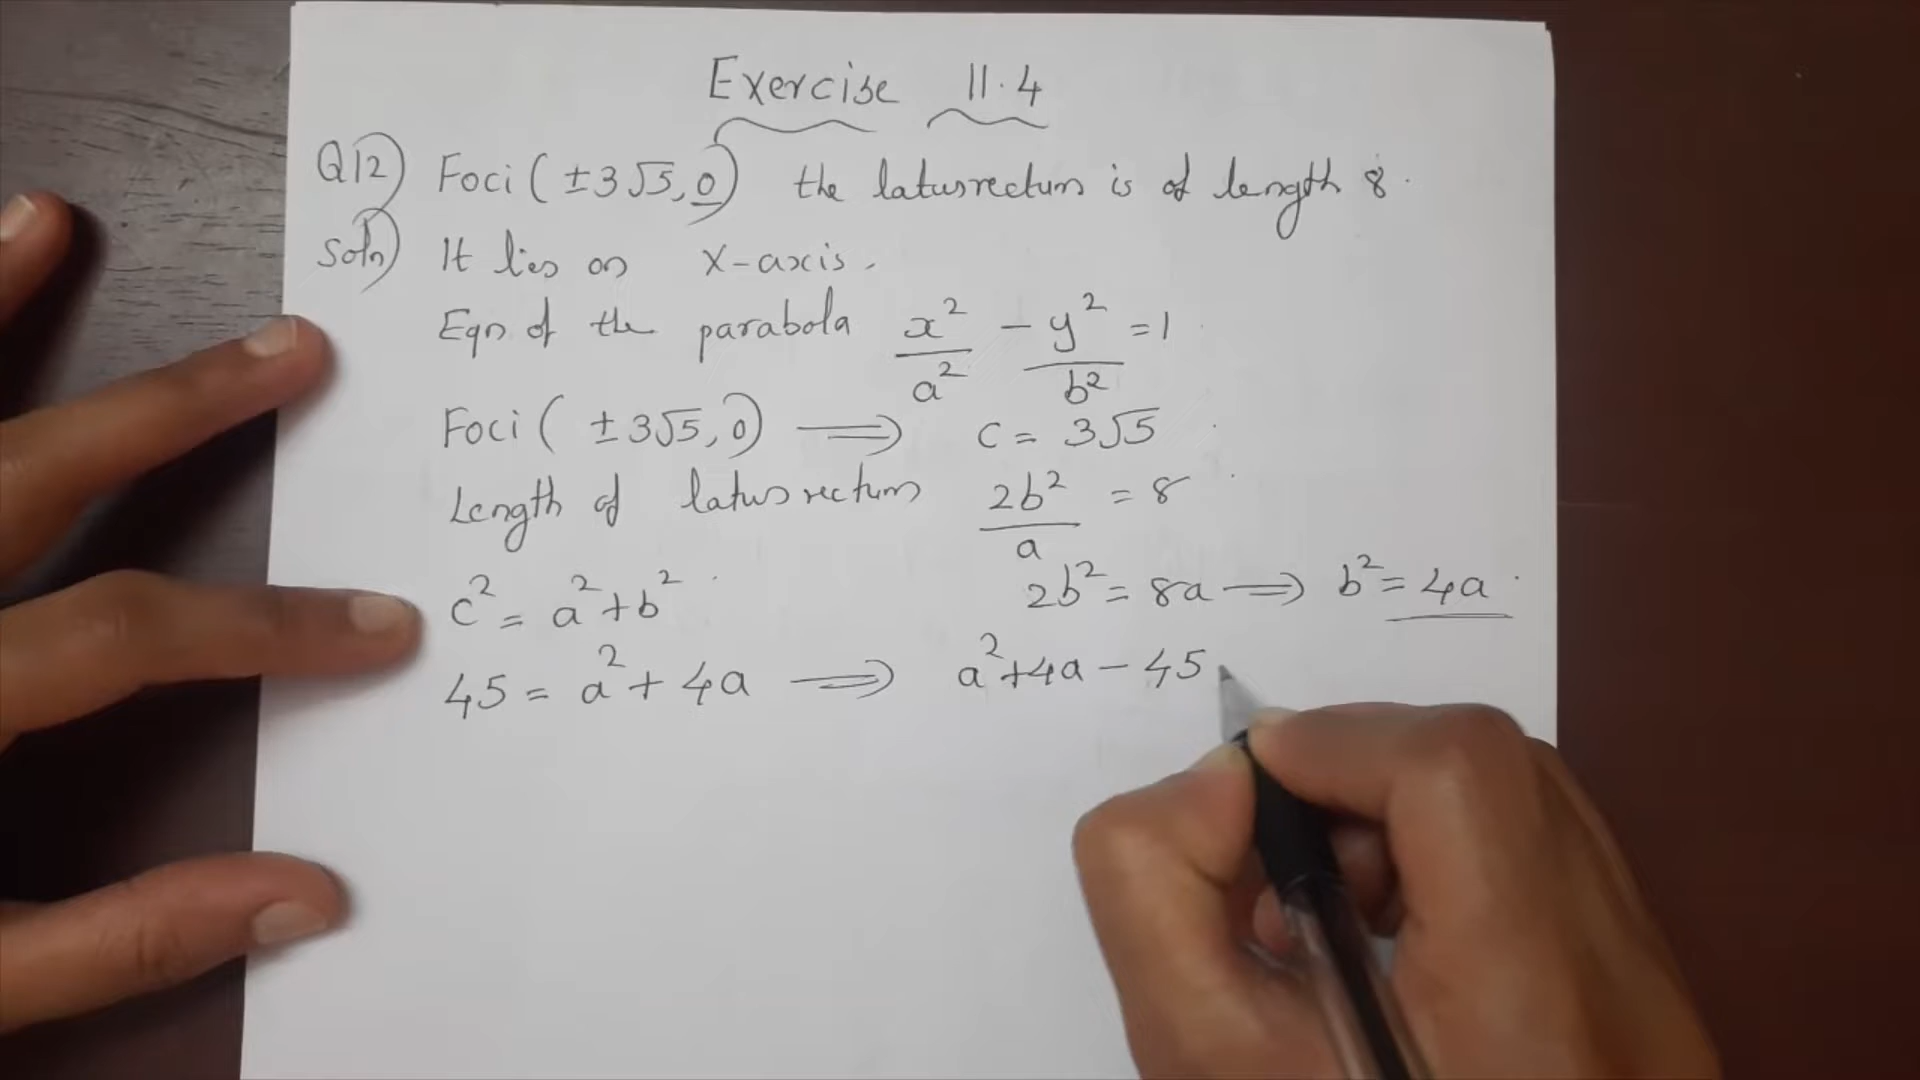 Exercise 11.4
Q12) Foci (±3√5, 0) the latusrectum is of length 8.
Soln) It lies on X-axis.
Eqn of the parabola x²/a² - y²/b² = 1
Foci (±3√5, 0) ⟹ c = 3√5
Length of latusrectum 2b²/a = 8
2b² = 8a ⟹ b² = 4a
c² = a² + b²
45 = a² + 4a ⟹ a² + 4a - 45